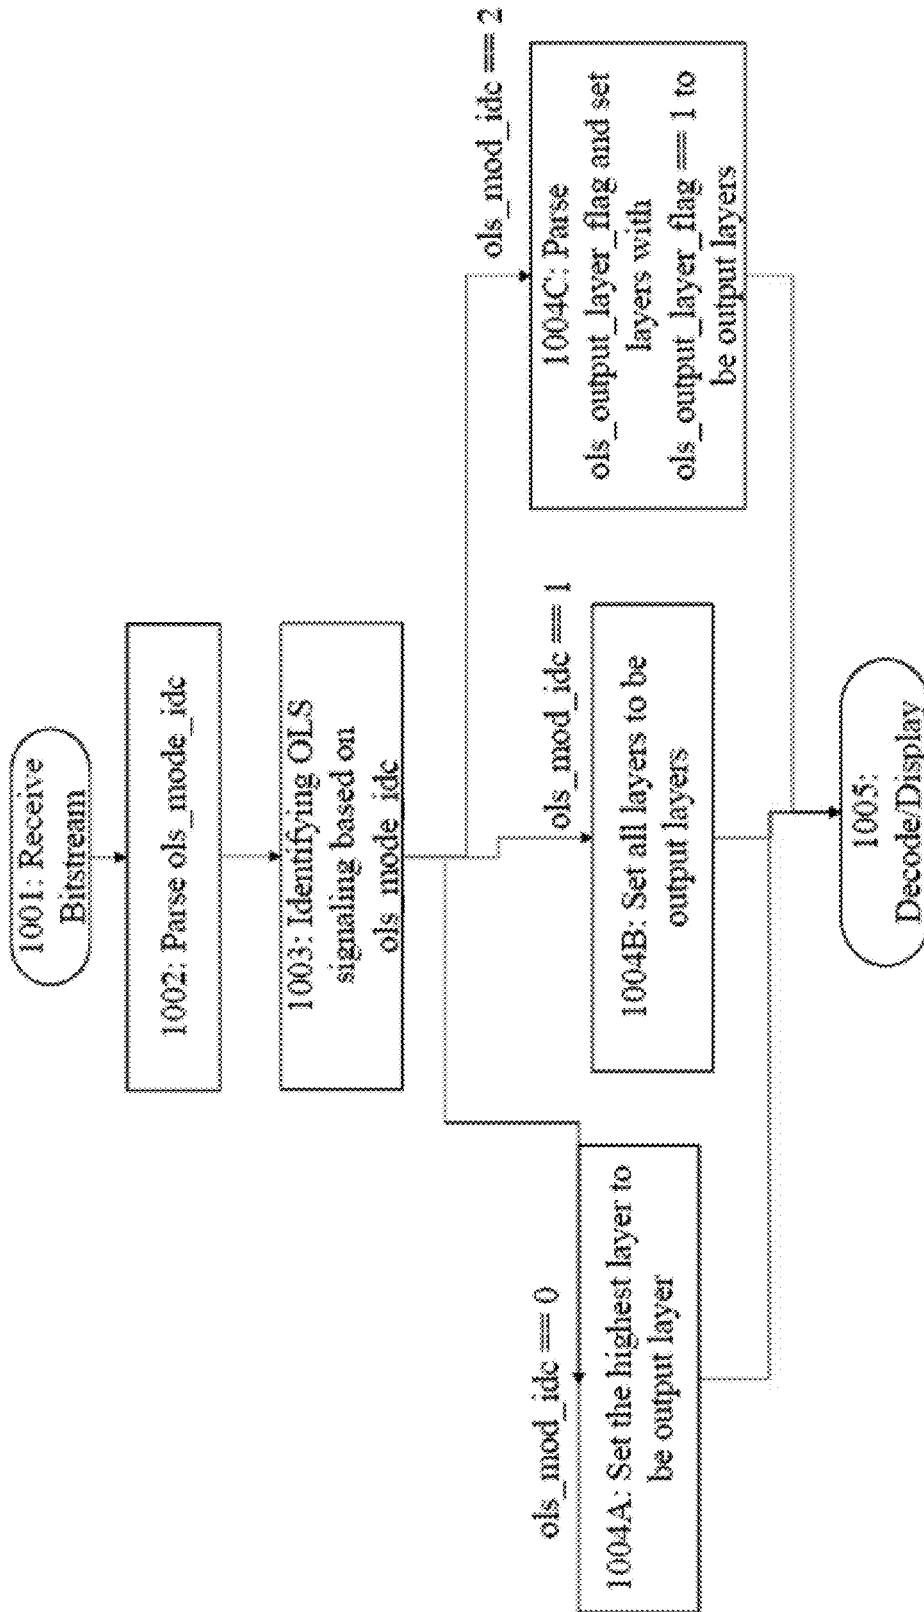 1001: Receive
Bitstream
1002: Parse ols_mode_idc
1003: Identifying OLS
signaling based on
ols_mode_idc
ols_mod_idc == 0
1004A: Set the highest layer to
be output layer
ols_mod_idc == 1
1004B: Set all layers to be
output layers
ols_mod_idc == 2
1004C: Parse
ols_output_layer_flag and set
layers with
ols_output_layer_flag == 1 to
be output layers
1005:
Decode/Display